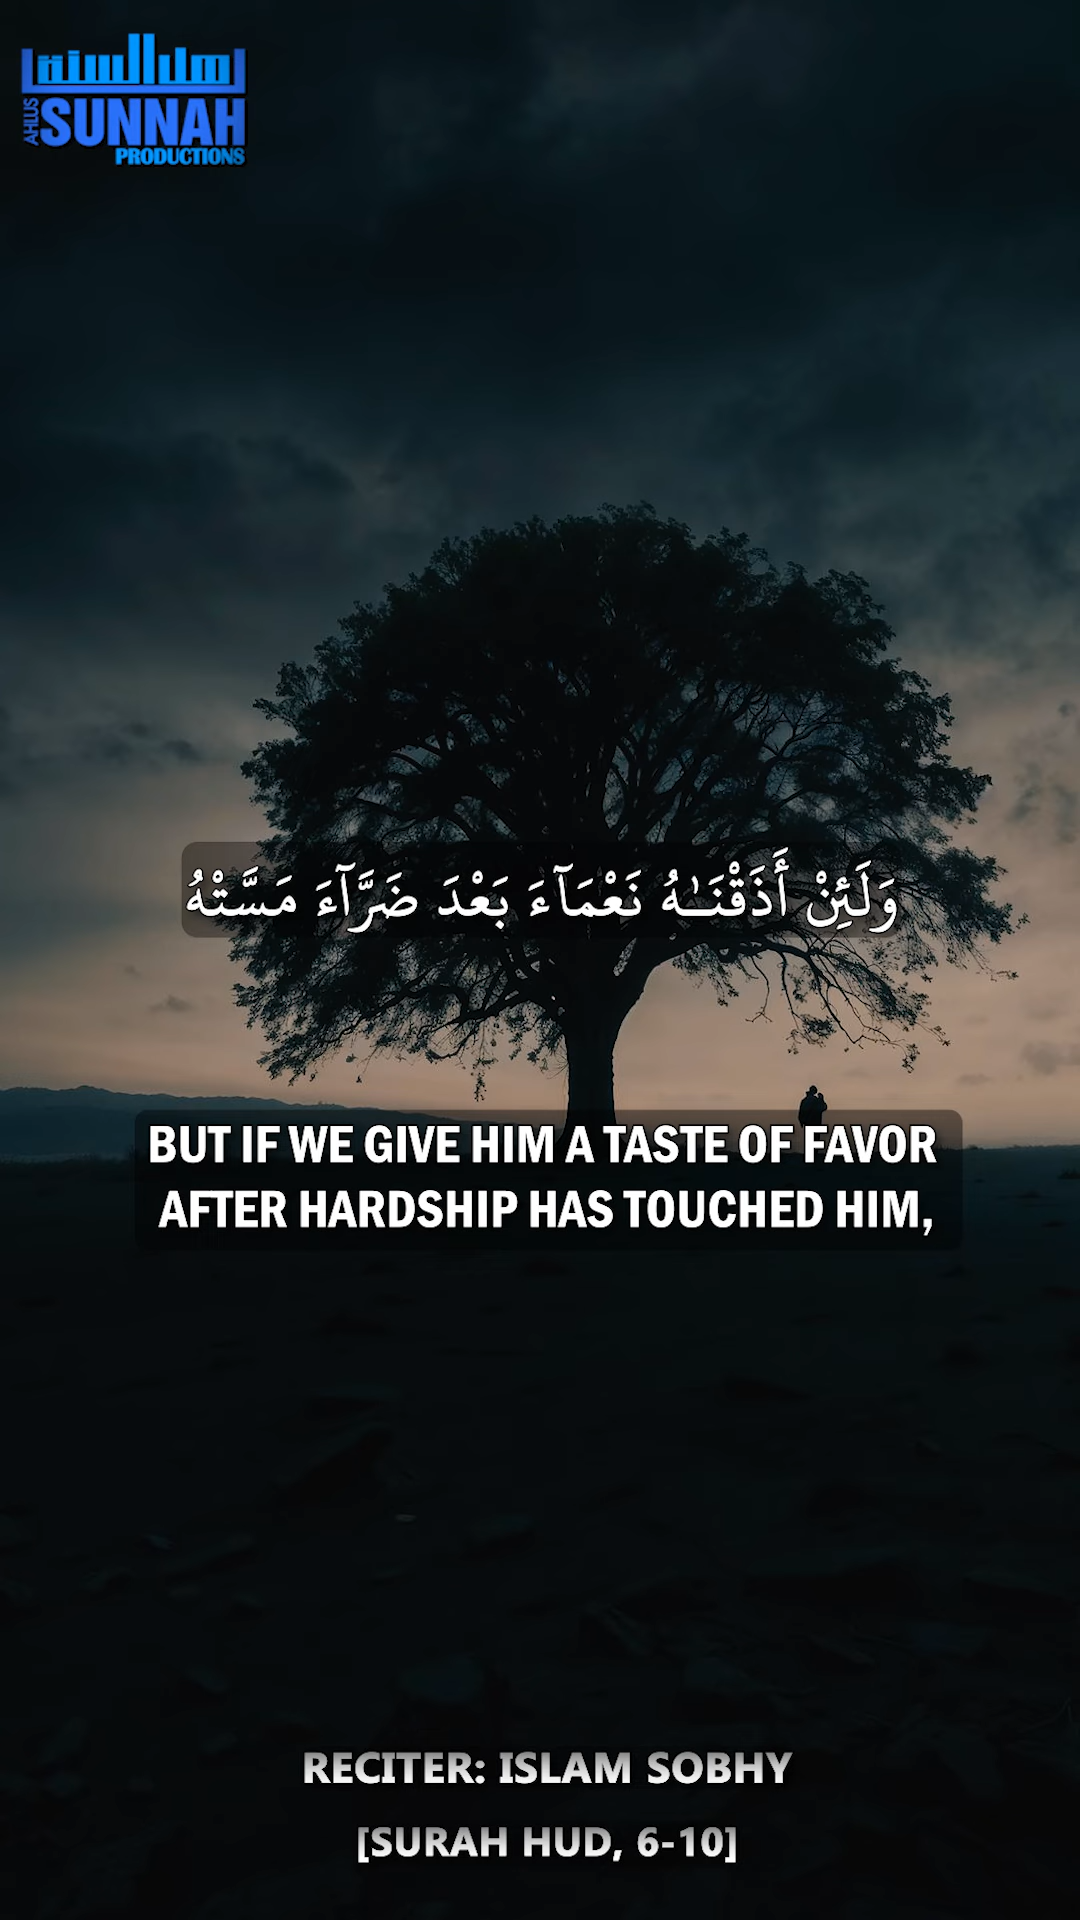 اهل السنة
AHLUS
SUNNAH
PRODUCTIONS
وَلَئِنْ أَذَقْنَـٰهُ نَعْمَآءَ بَعْدَ ضَرَّآءَ مَسَّتْهُ
BUT IF WE GIVE HIM A TASTE OF FAVOR
AFTER HARDSHIP HAS TOUCHED HIM,
RECITER: ISLAM SOBHY
[SURAH HUD, 6-10]